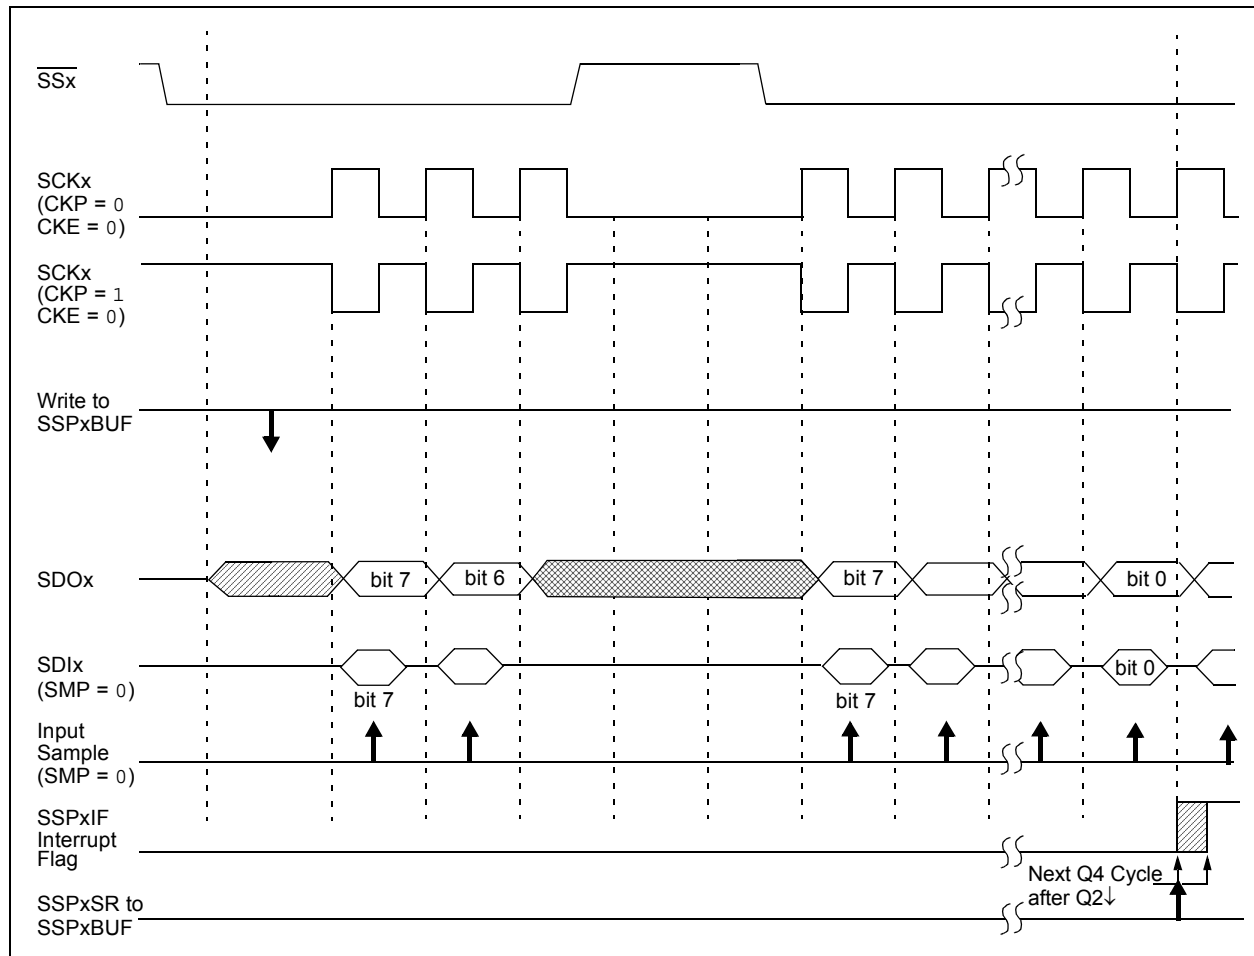 SSx
SCKx
(CKP = 0
CKE = 0)
SCKx
(CKP = 1
CKE = 0)
Write to
SSPxBUF
SDOx
bit 7
bit 6
bit 7
bit 0
SDIx
(SMP = 0)
bit 7
bit 7
bit 0
Input
Sample
(SMP = 0)
SSPxIF
Interrupt
Flag
Next Q4 Cycle
after Q2↓
SSPxSR to
SSPxBUF